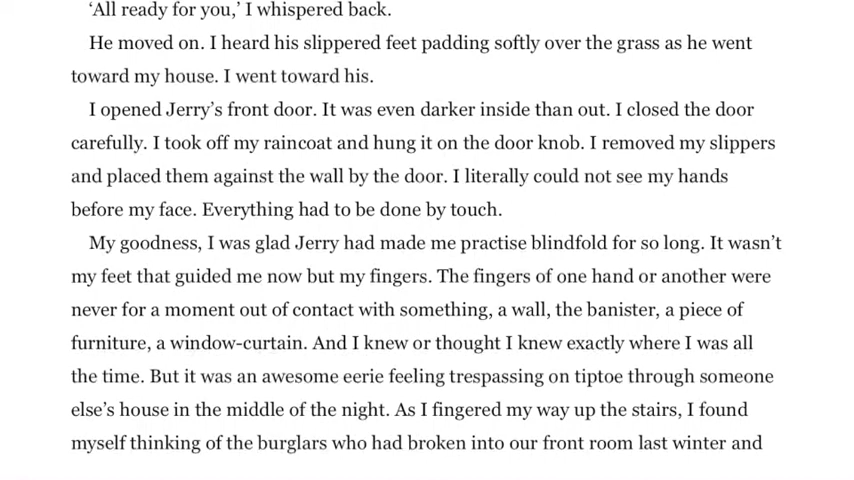 ‘All ready for you,’ I whispered back.
He moved on. I heard his slippered feet padding softly over the grass as he went
toward my house. I went toward his.
I opened Jerry’s front door. It was even darker inside than out. I closed the door
carefully. I took off my raincoat and hung it on the door knob. I removed my slippers
and placed them against the wall by the door. I literally could not see my hands
before my face. Everything had to be done by touch.
My goodness, I was glad Jerry had made me practise blindfold for so long. It wasn’t
my feet that guided me now but my fingers. The fingers of one hand or another were
never for a moment out of contact with something, a wall, the banister, a piece of
furniture, a window-curtain. And I knew or thought I knew exactly where I was all
the time. But it was an awesome eerie feeling trespassing on tiptoe through someone
else’s house in the middle of the night. As I fingered my way up the stairs, I found
myself thinking of the burglars who had broken into our front room last winter and